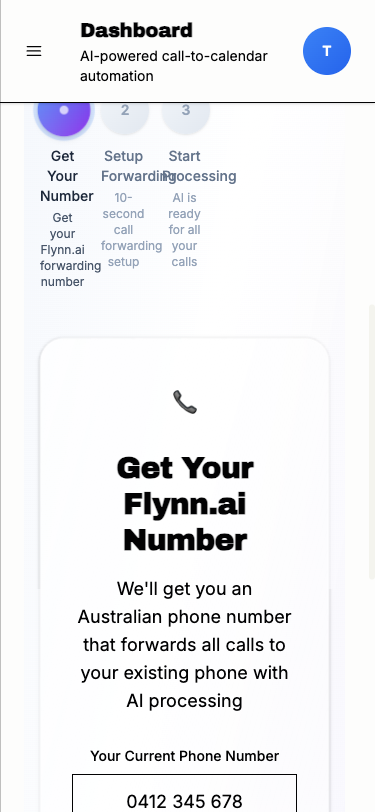 Dashboard
AI-powered call-to-calendar
automation
T
2
3
Get
Your
Number
Get
your
Flynn.ai
forwarding
number
Setup
Forwarding
10-
second
call
forwarding
setup
Start
Processing
AI is
ready
for all
your
calls
Get Your
Flynn.ai
Number
We'll get you an
Australian phone number
that forwards all calls to
your existing phone with
AI processing
Your Current Phone Number
0412 345 678